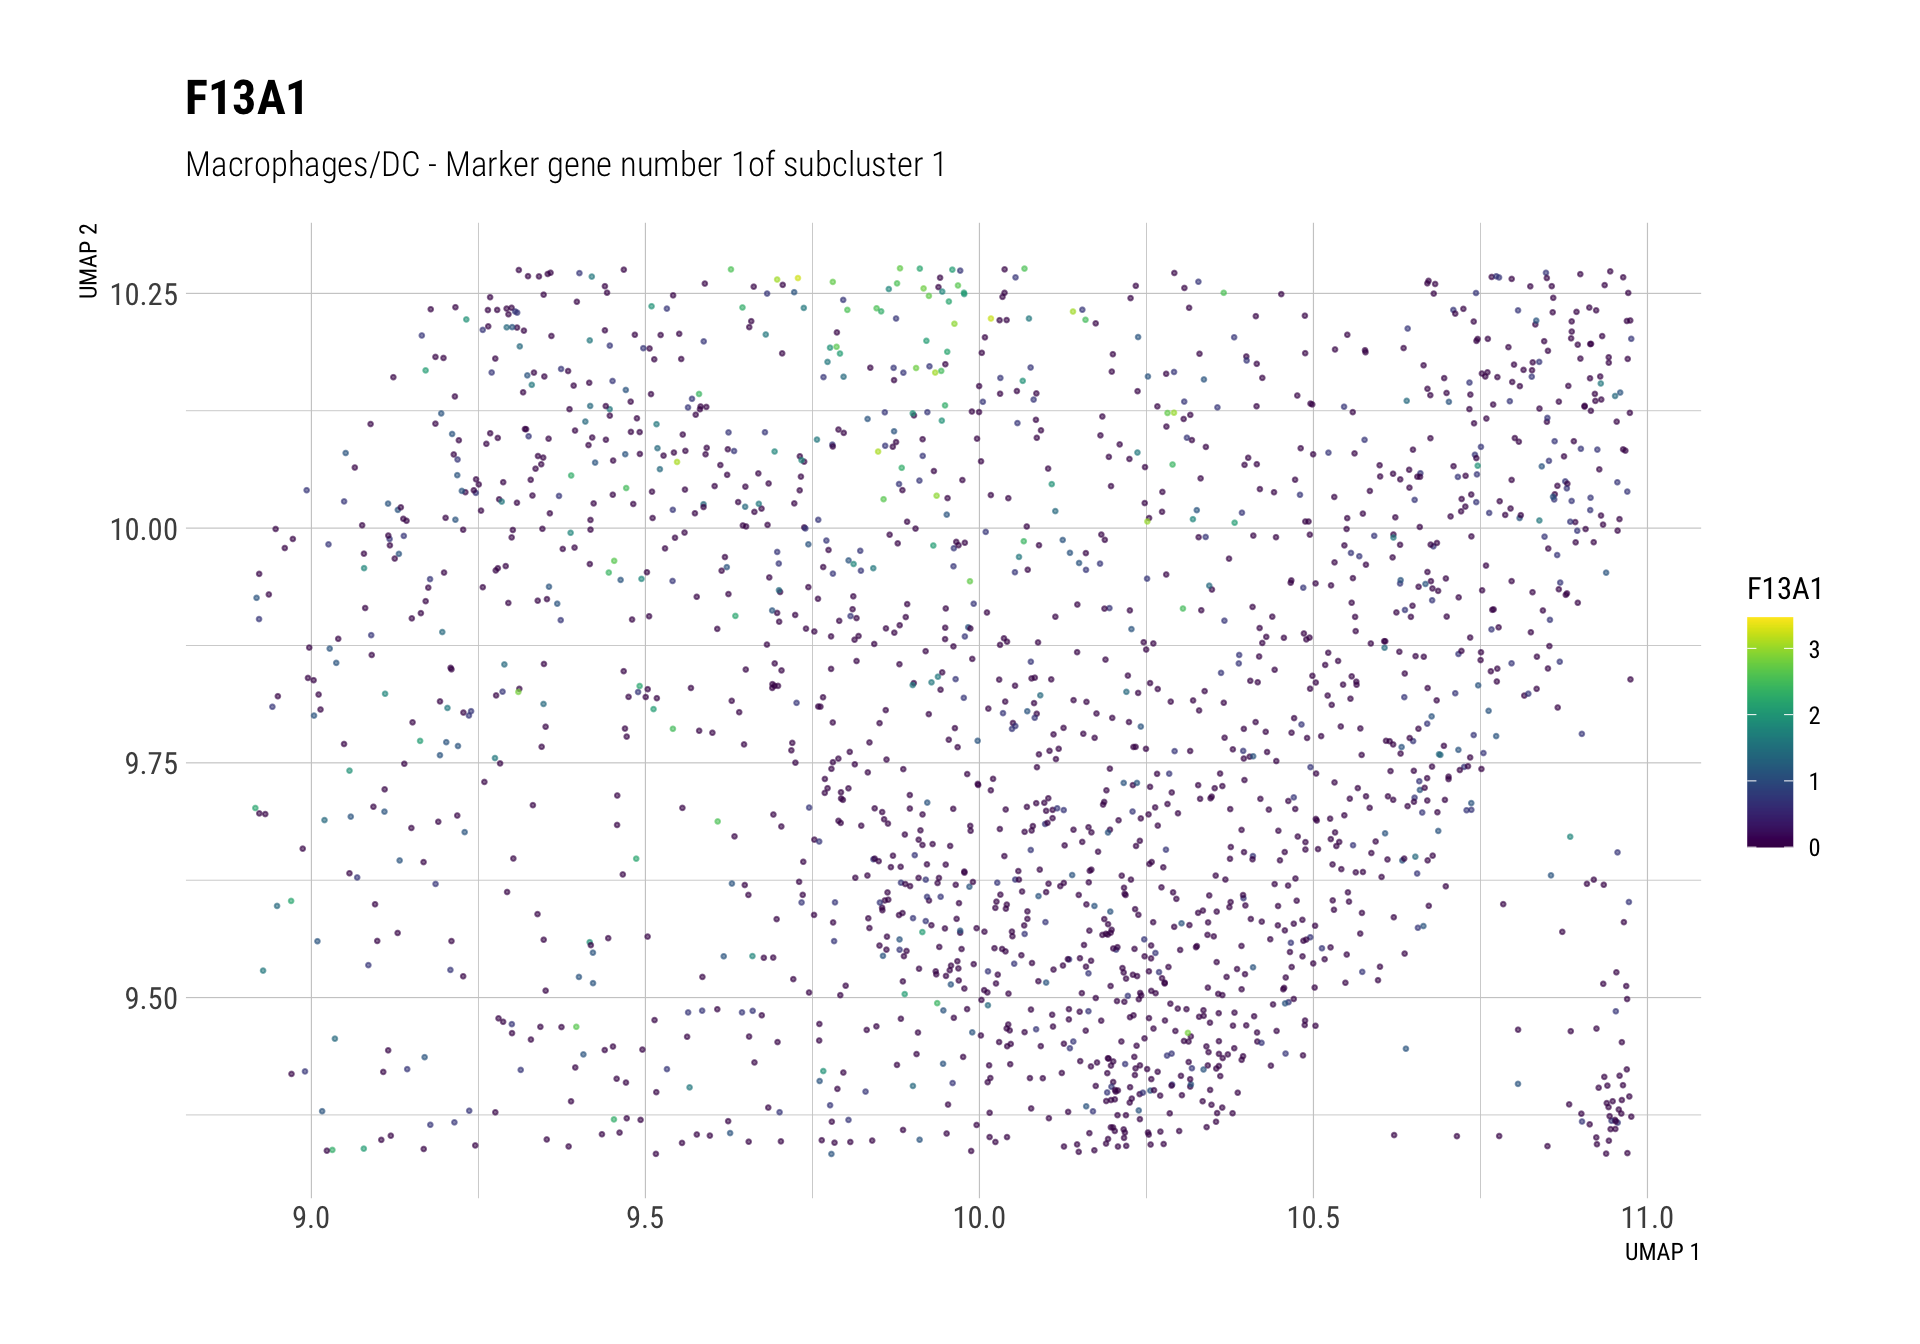 F13A1
Macrophages/DC - Marker gene number 1of subcluster 1
UMAP 2
10.25
10.00
9.75
9.50
9.0 9.5 10.0 10.5 11.0
UMAP 1
F13A1
3
2
1
0